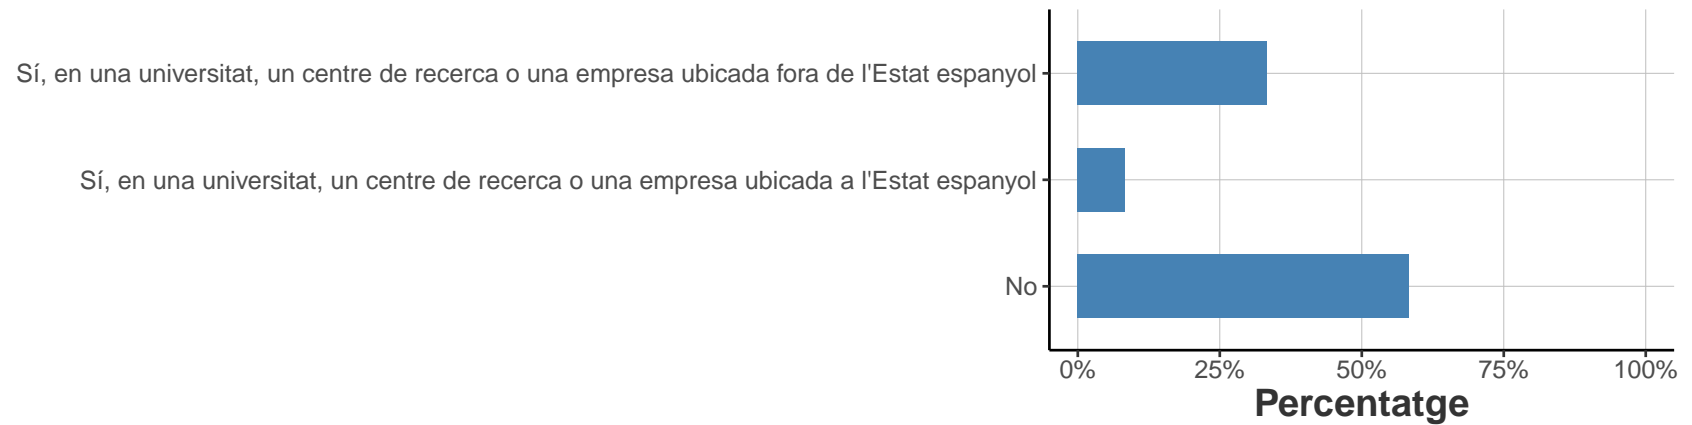 Sí, en una universitat, un centre de recerca o una empresa ubicada fora de l'Estat espanyol
Sí, en una universitat, un centre de recerca o una empresa ubicada a l'Estat espanyol
No
0% 25% 50% 75% 100%
Percentatge